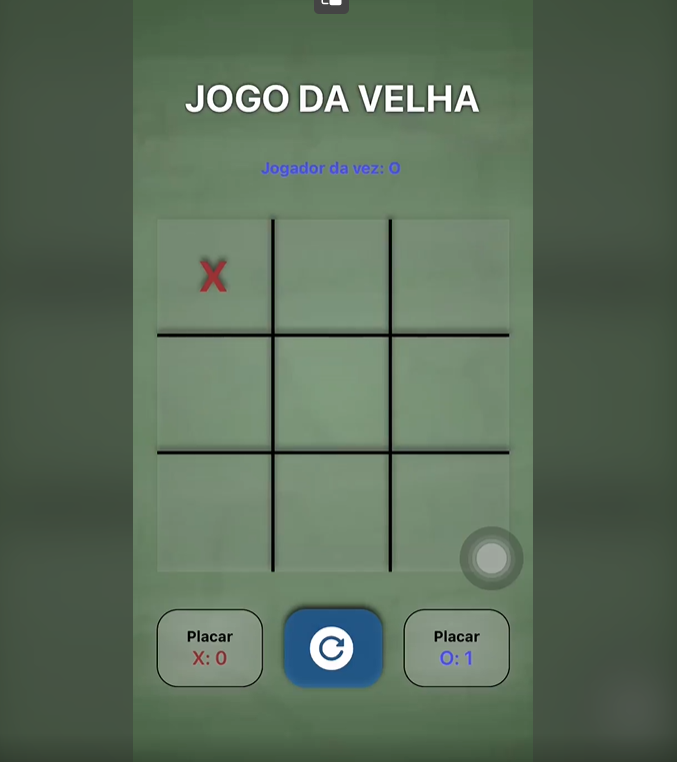 JOGO DA VELHA
Jogador da vez: O
X
Placar
X: 0
Placar
O: 1